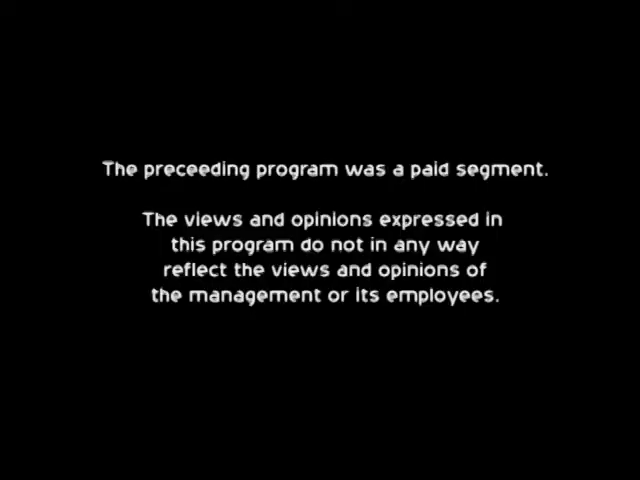 The preceeding program was a paid segment.
The views and opinions expressed in
this program do not in any way
reflect the views and opinions of
the management or its employees.